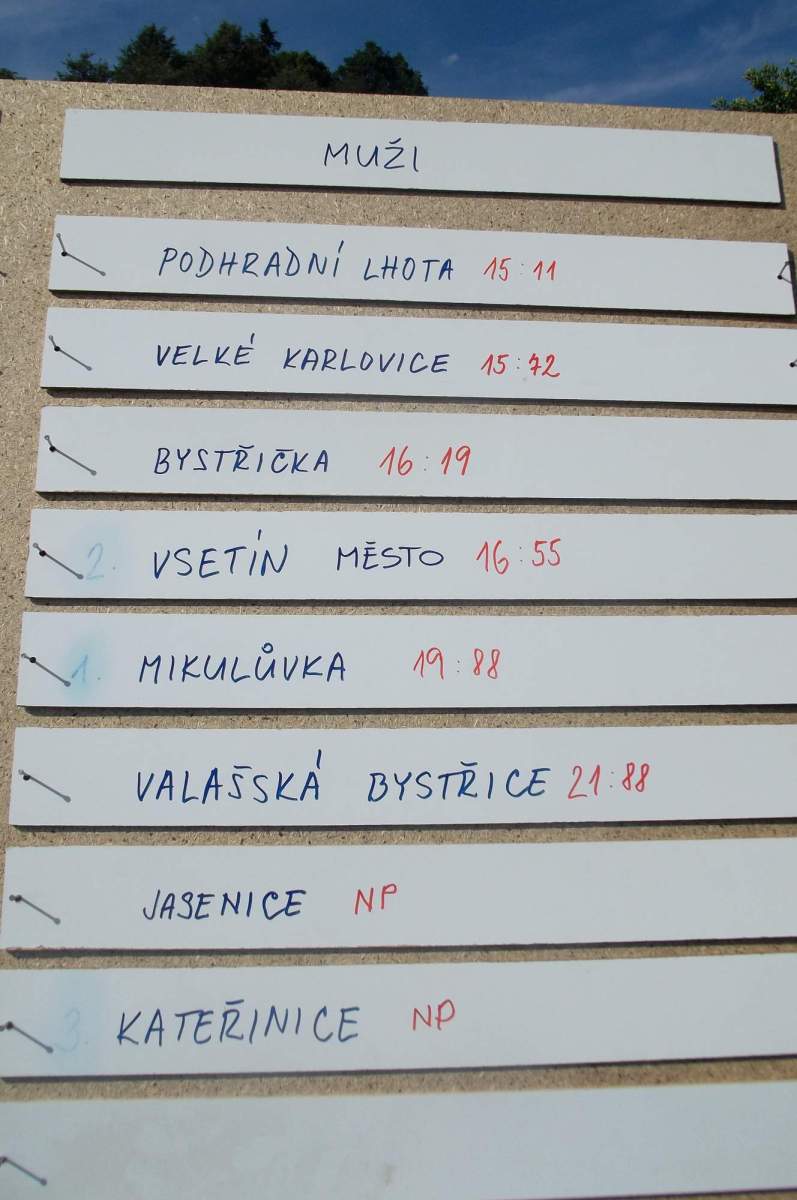 MUŽI
PODHRADNÍ LHOTA 15:11
VELKÉ KARLOVICE 15:72
BYSTŘIČKA 16:19
2. VSETÍN MĚSTO 16:55
1. MIKULŮVKA 19:88
VALAŠSKÁ BYSTŘICE 21:88
JASENICE NP
3. KATEŘINICE NP